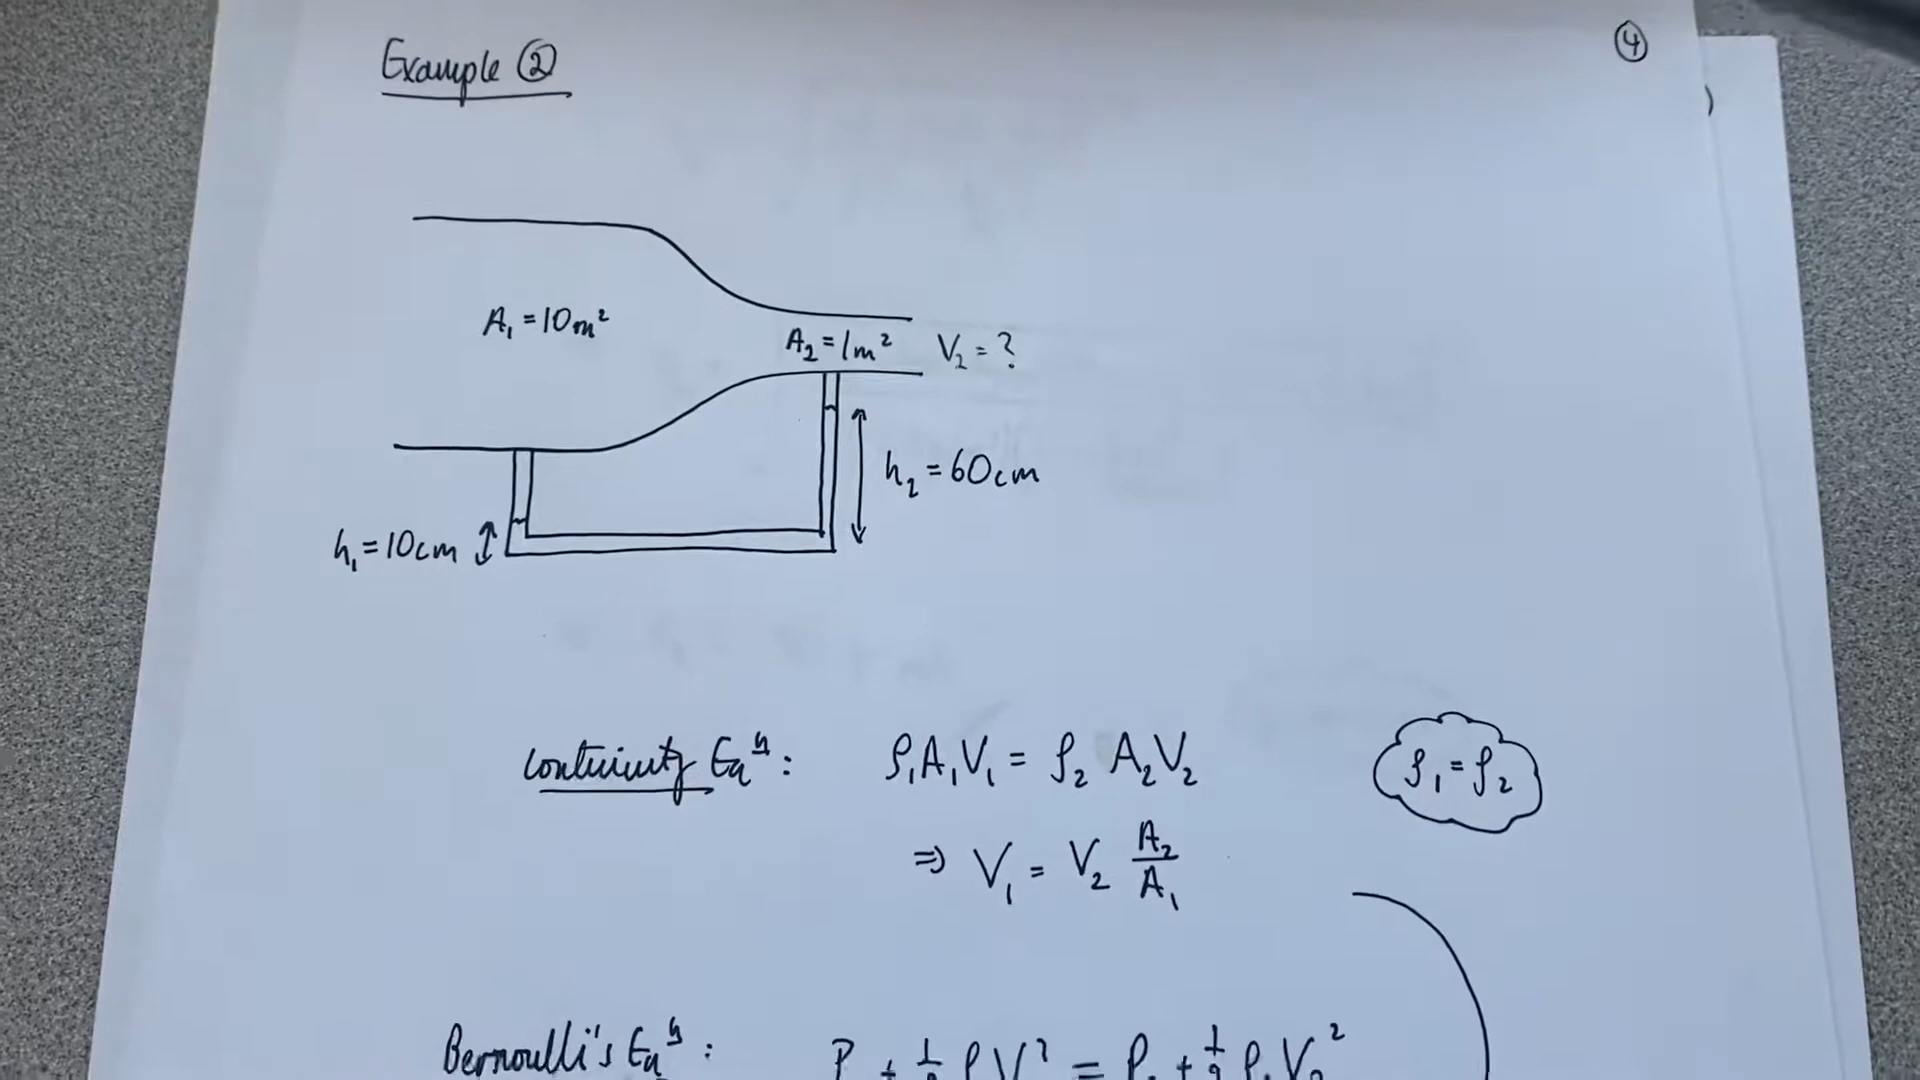 Example ②
④
A₁ = 10m²
A₂ = 1m² V₂ = ?
h₂ = 60cm
h₁ = 10cm
Continuity Eqⁿ : ρ₁A₁V₁ = ρ₂ A₂V₂
ρ₁ = ρ₂
⇒ V₁ = V₂ A₂/A₁
Bernoulli's Eqⁿ :